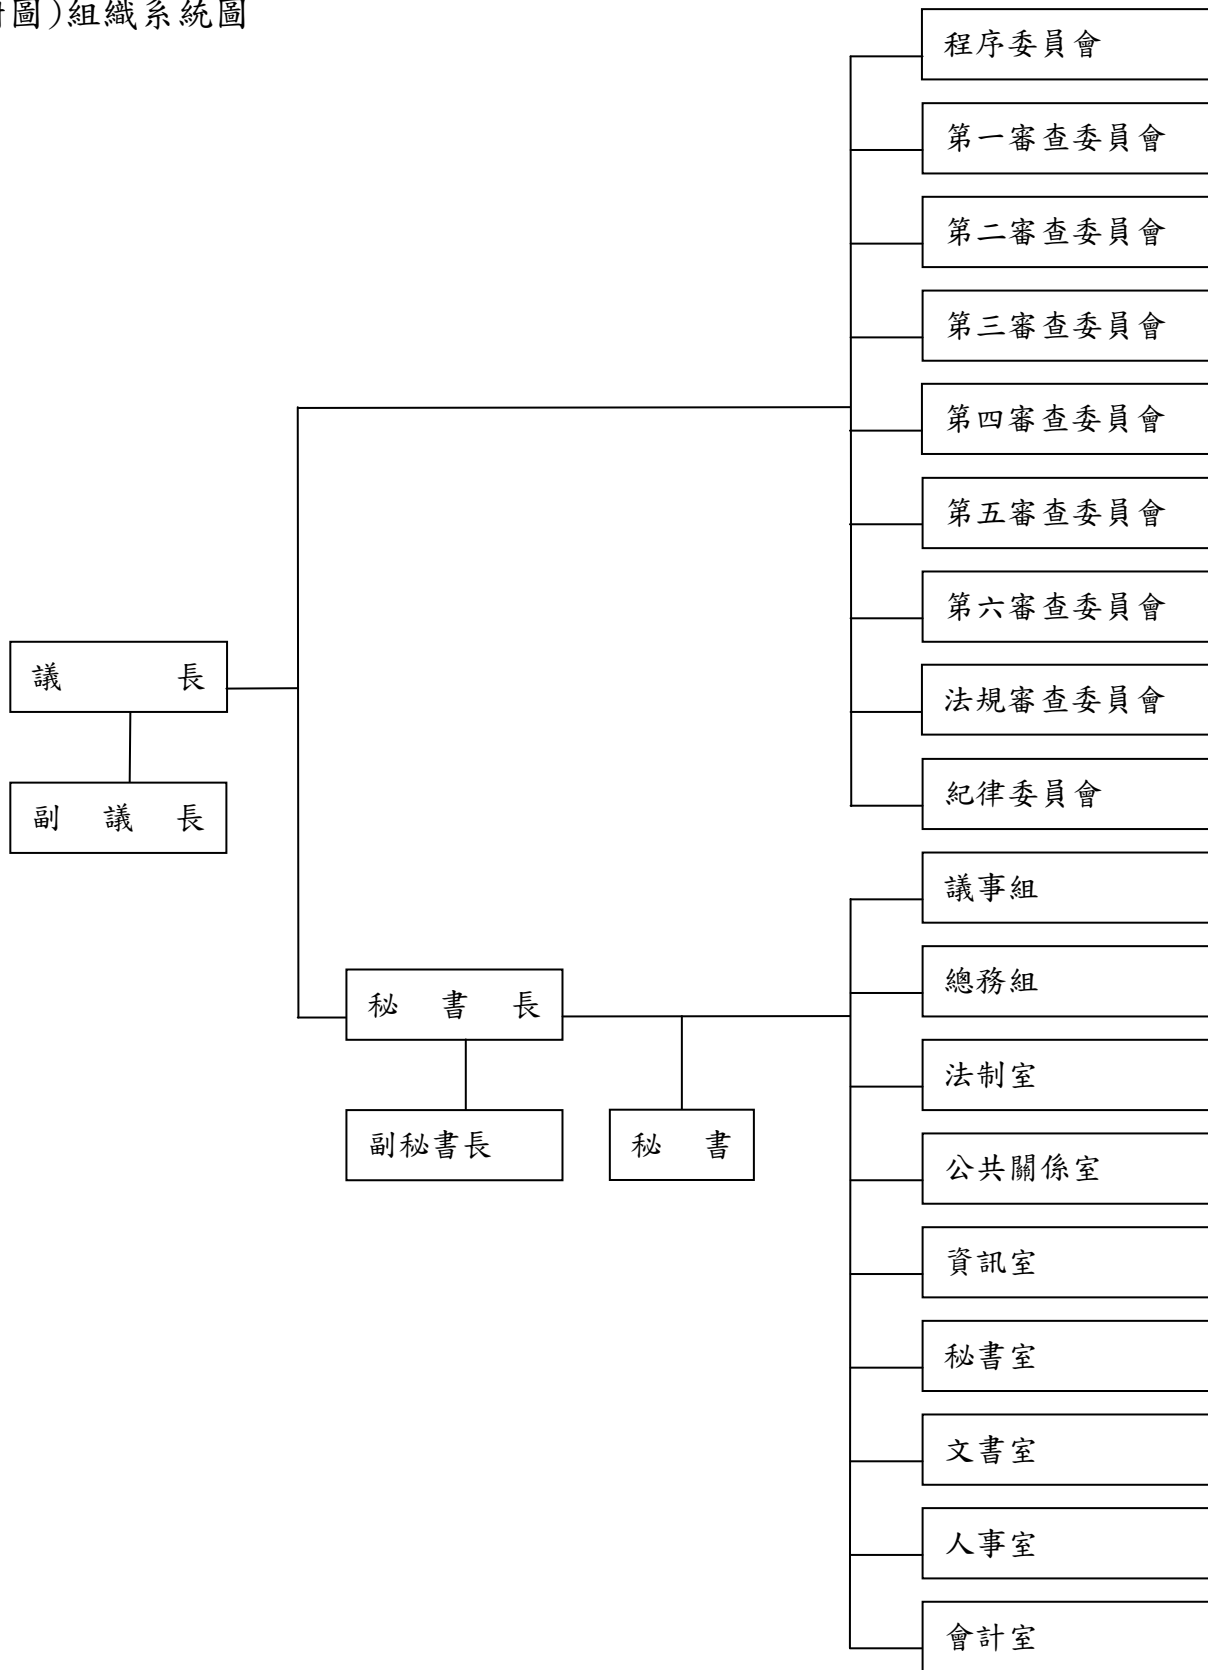 圖)組織系統圖
程序委員會
第一審查委員會
第二審查委員會
第三審查委員會
第四審查委員會
第五審查委員會
第六審查委員會
法規審查委員會
紀律委員會
議長
副議長
議事組
總務組
法制室
公共關係室
資訊室
秘書室
文書室
人事室
會計室
秘書長
副秘書長
秘書